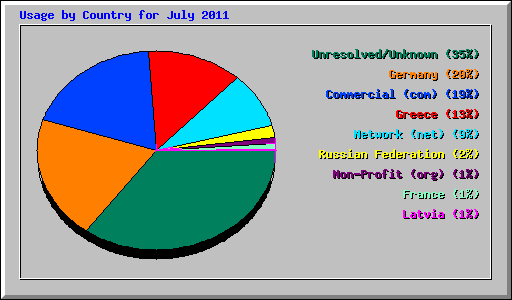 Usage by Country for July 2011
Unresolved/Unknown (35%)
Germany (20%)
Commercial (com) (19%)
Greece (13%)
Network (net) (9%)
Russian Federation (2%)
Non-Profit (org) (1%)
France (1%)
Latvia (1%)